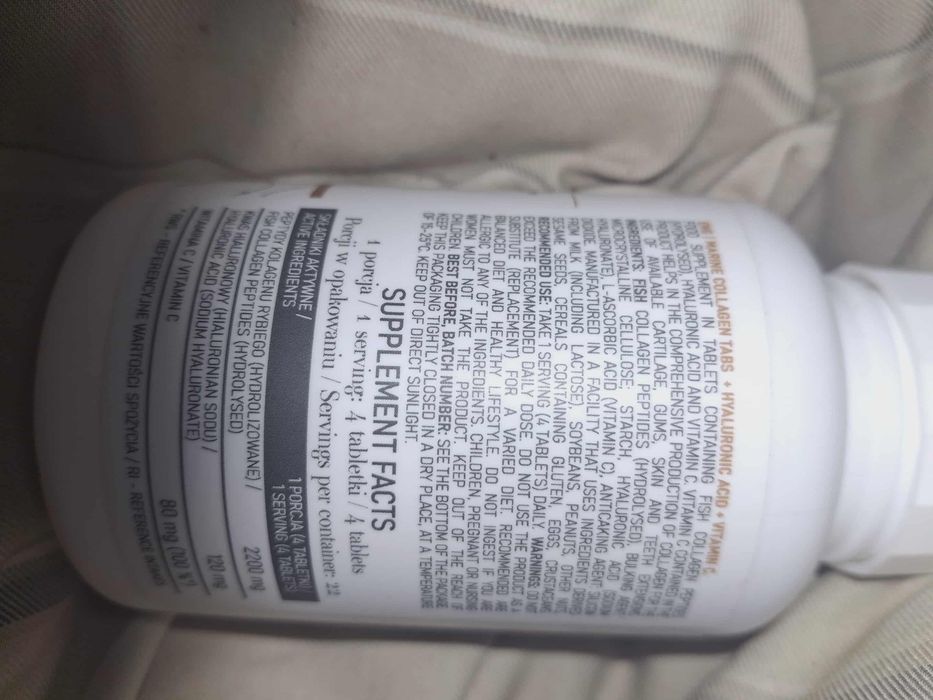 MARINE COLLAGEN TABS + HYALURONIC ACID + VITAMIN C
FOOD SUPPLEMENT IN TABLETS CONTAINING FISH COLLAGEN PEPTIDES
HYDROLYSED, HYALURONIC ACID AND VITAMIN C. VITAMIN C CONTAINED IN THE
PRODUCT HELPS IN THE COMPREHENSIVE PRODUCTION OF COLLAGEN FOR
USE OF AVAILABLE CARTILAGE, GUMS, SKIN AND TEETH EXTERIOR.
INGREDIENTS: FISH COLLAGEN PEPTIDES (HYDROLYSED), BULKING AGENT
MICROCRYSTALLINE CELLULOSE; STARCH, HYALURONIC ACID (SODIUM
HYALURONATE), L-ASCORBIC ACID (VITAMIN C), ANTICAKING AGENT: SILICON
DIOXIDE. MANUFACTURED IN A FACILITY THAT USES INGREDIENTS DERIVED
FROM MILK (INCLUDING LACTOSE), SOYBEANS, PEANUTS, OTHER NUTS,
SESAME SEEDS, CEREALS CONTAINING GLUTEN, EGGS, CRUSTACEANS
RECOMMENDED USE: TAKE 1 SERVING (4 TABLETS) DAILY. WARNINGS: DO NOT
EXCEED THE RECOMMENDED DAILY DOSE. DO NOT USE THE PRODUCT AS A
SUBSTITUTE (REPLACEMENT) FOR A VARIED DIET. RECOMMENDED ARE
BALANCED DIET AND HEALTHY LIFESTYLE. DO NOT INGEST IF YOU ARE
ALLERGIC TO ANY OF THE INGREDIENTS. CHILDREN, PREGNANT OR NURSING
WOMEN, MUST NOT TAKE THE PRODUCT. KEEP OUT OF THE REACH OF
CHILDREN. BEST BEFORE, BATCH NUMBER: SEE THE BOTTOM OF THE PACKAGE.
KEEP THIS PACKAGING TIGHTLY CLOSED IN A DRY PLACE, AT A TEMPERATURE
OF 15-25°C. KEEP OUT OF DIRECT SUNLIGHT.
SUPPLEMENT FACTS
1 porcja / 1 serving: 4 tabletki / 4 tablets
Porcji w opakowaniu / Servings per container: 22
SKŁADNIKI AKTYWNE / 1 PORCJA (4 TABLETKI) /
ACTIVE INGREDIENTS 1 SERVING (4 TABLETS)
PEPTYDY KOLAGENU RYBIEGO (HYDROLIZOWANE) /
FISH COLLAGEN PEPTIDES (HYDROLYSED) 2200 mg
KWAS HIALURONOWY (HIALURONIAN SODU) /
HYALURONIC ACID (SODIUM HYALURONATE) 120 mg
WITAMINA C / VITAMIN C 80 mg (100 %*)
* RWS - REFERENCYJNE WARTOŚCI SPOŻYCIA / RI - REFERENCE INTAKES